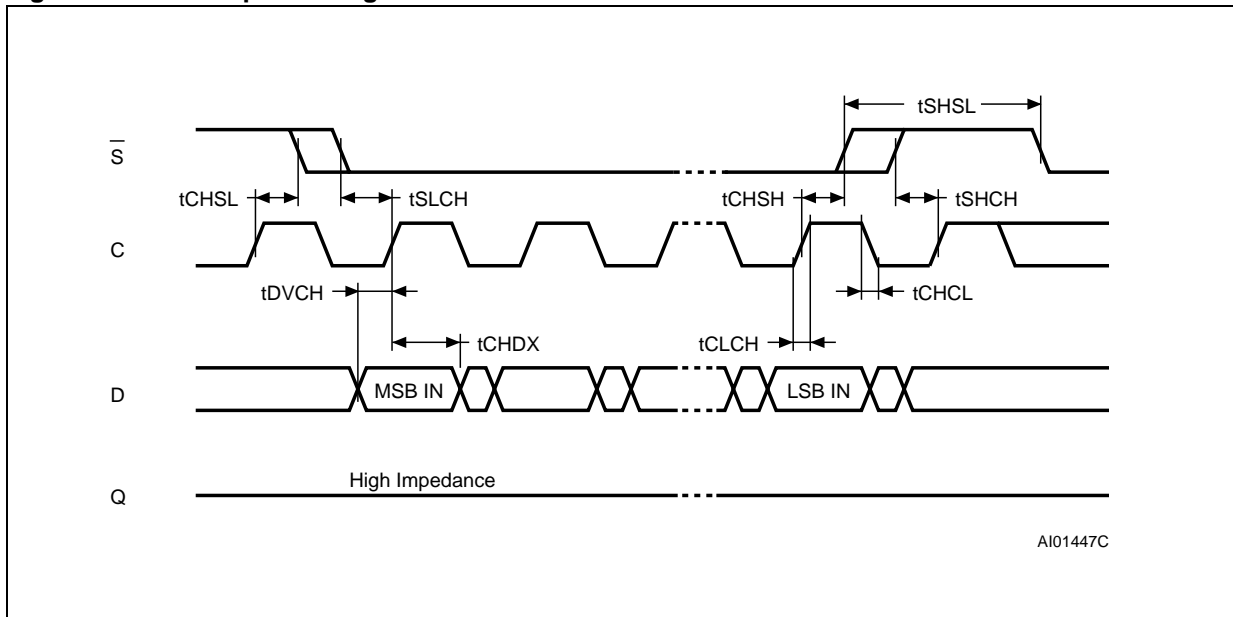 tSHSL
S
tCHSL
tSLCH
tCHSH
tSHCH
C
tDVCH
tCHCL
tCHDX
tCLCH
D
MSB IN
LSB IN
High Impedance
Q
AI01447C